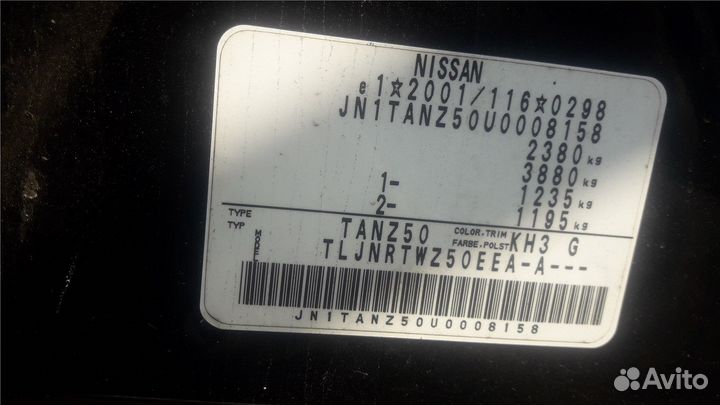 NISSAN
e1☆2001/116☆0298
JN1TANZ50U0008158
2380 kg
3880 kg
1- 1235 kg
2- 1195 kg
TYPE
TYP TANZ50 COLOR.TRIM KH3 G
FARBE.POLST
MODELL TLJNRTWZ50EEA-A---
JN1TANZ50U0008158
Avito